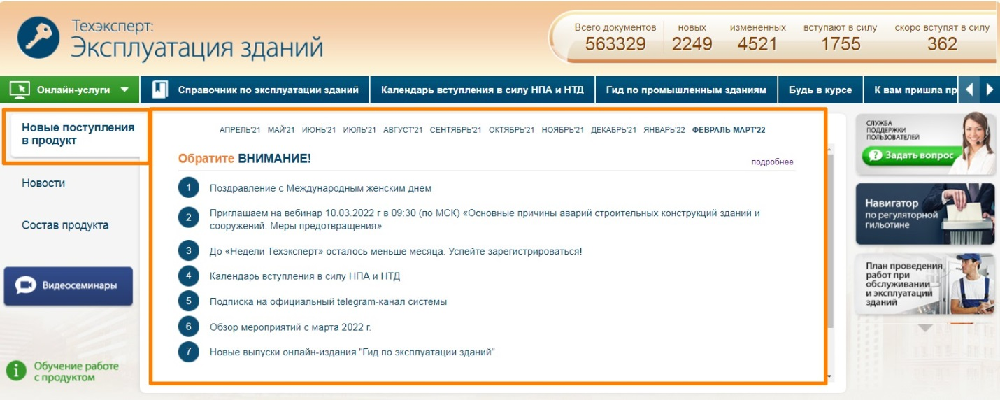 Техэксперт:
Эксплуатация зданий
Всего документов
563329
новых
2249
измененных
4521
вступают в силу
1755
скоро вступят в силу
362
Онлайн-услуги
Справочник по эксплуатации зданий
Календарь вступления в силу НПА и НТД
Гид по промышленным зданиям
Будь в курсе
К вам пришла пр
Новые поступления
в продукт
Новости
Состав продукта
Видеосеминары
Обучение работе
с продуктом
АПРЕЛЬ'21 МАЙ'21 ИЮНЬ'21 ИЮЛЬ'21 АВГУСТ'21 СЕНТЯБРЬ'21 ОКТЯБРЬ'21 НОЯБРЬ'21 ДЕКАБРЬ'21 ЯНВАРЬ'22 ФЕВРАЛЬ-МАРТ'22
Обратите ВНИМАНИЕ!
подробнее
1 Поздравление с Международным женским днем
2 Приглашаем на вебинар 10.03.2022 г в 09:30 (по МСК) «Основные причины аварий строительных конструкций зданий и
сооружений. Меры предотвращения»
3 До «Недели Техэксперт» осталось меньше месяца. Успейте зарегистрироваться!
4 Календарь вступления в силу НПА и НТД
5 Подписка на официальный telegram-канал системы
6 Обзор мероприятий с марта 2022 г.
7 Новые выпуски онлайн-издания "Гид по эксплуатации зданий"
СЛУЖБА
ПОДДЕРЖКИ
ПОЛЬЗОВАТЕЛЕЙ
? Задать вопрос
Навигатор
по регуляторной
гильотине
План проведения
работ при
обслуживании
и эксплуатации
зданий